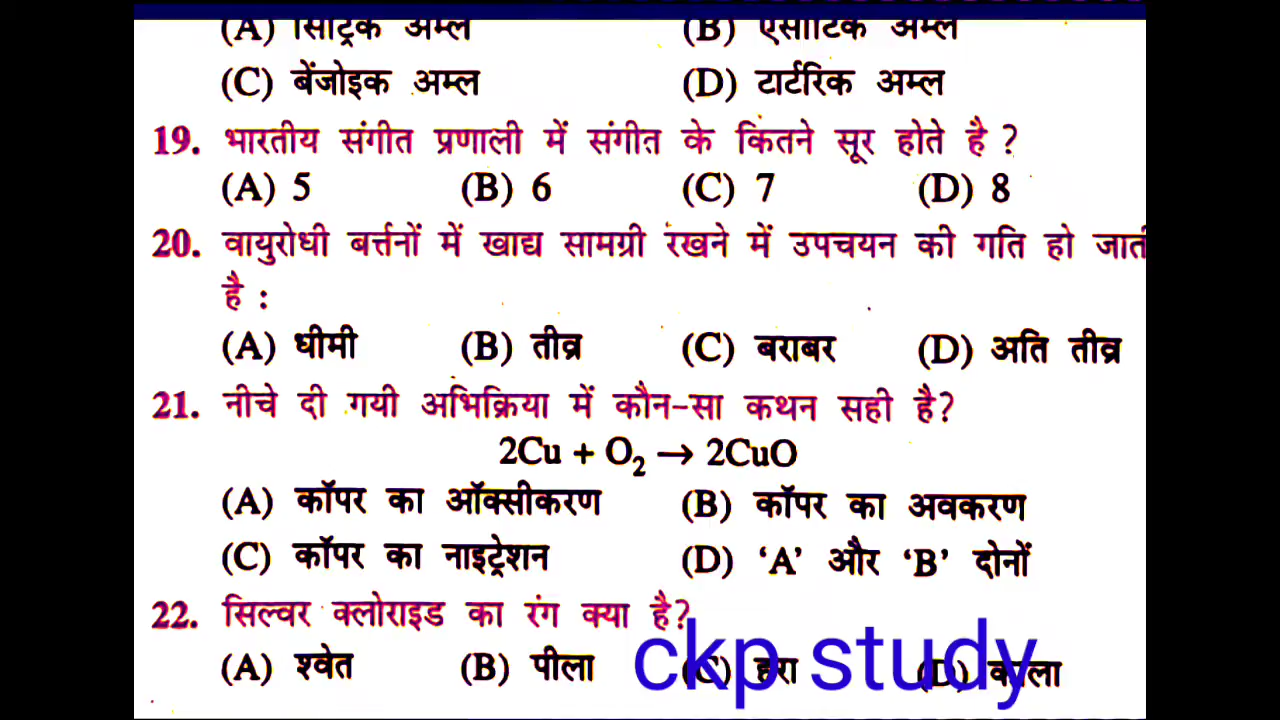 (A) सिट्रिक अम्ल (B) एसीटिक अम्ल
(C) बेंजोइक अम्ल (D) टार्टरिक अम्ल
19. भारतीय संगीत प्रणाली में संगीत के कितने सूर होते है ?
(A) 5 (B) 6 (C) 7 (D) 8
20. वायुरोधी बर्त्तनों में खाद्य सामग्री रखने में उपचयन की गति हो जाती
है :
(A) धीमी (B) तीव्र (C) बराबर (D) अति तीव्र
21. नीचे दी गयी अभिक्रिया में कौन-सा कथन सही है?
2Cu + O₂ → 2CuO
(A) कॉपर का ऑक्सीकरण (B) कॉपर का अवकरण
(C) कॉपर का नाइट्रेशन (D) ‘A’ और ‘B’ दोनों
22. सिल्वर क्लोराइड का रंग क्या है?
(A) श्वेत (B) पीला (C) हरा (D) काला
ckp study